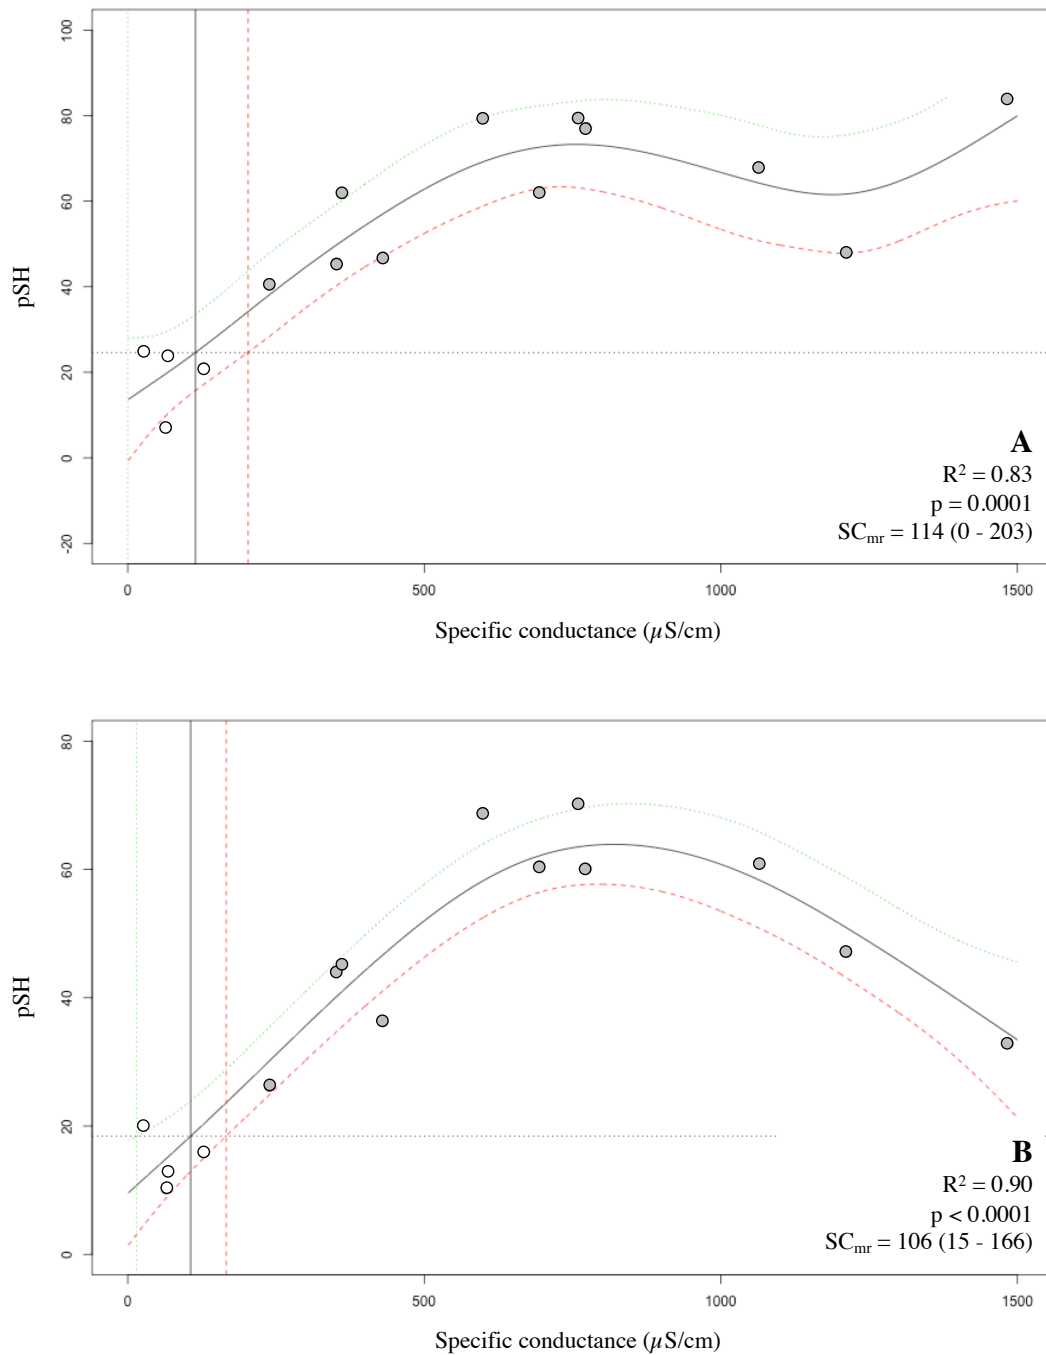 100
80
60
40
20
0
-20
pSH
A
R² = 0.83
p = 0.0001
SCmr = 114 (0 - 203)
0 500 1000 1500
Specific conductance (µS/cm)
80
60
40
20
0
pSH
B
R² = 0.90
p < 0.0001
SCmr = 106 (15 - 166)
0 500 1000 1500
Specific conductance (µS/cm)